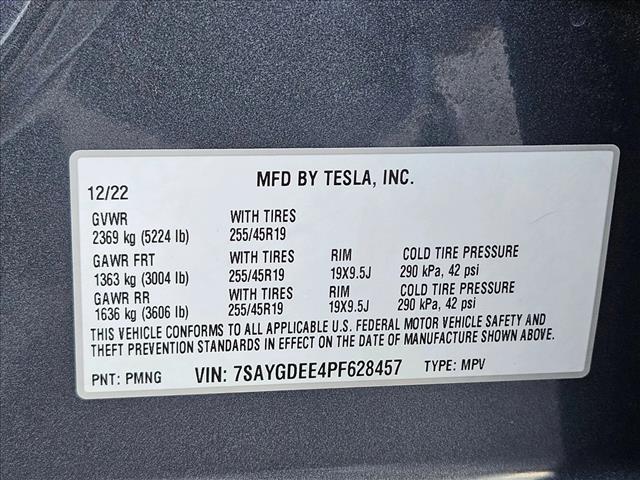 MFD BY TESLA, INC.
12/22
GVWR WITH TIRES
2369 kg (5224 lb) 255/45R19
GAWR FRT WITH TIRES RIM COLD TIRE PRESSURE
1363 kg (3004 lb) 255/45R19 19X9.5J 290 kPa, 42 psi
GAWR RR WITH TIRES RIM COLD TIRE PRESSURE
1636 kg (3606 lb) 255/45R19 19X9.5J 290 kPa, 42 psi
THIS VEHICLE CONFORMS TO ALL APPLICABLE U.S. FEDERAL MOTOR VEHICLE SAFETY AND
THEFT PREVENTION STANDARDS IN EFFECT ON THE DATE OF MANUFACTURE SHOWN ABOVE.
PNT: PMNG VIN: 7SAYGDEE4PF628457 TYPE: MPV